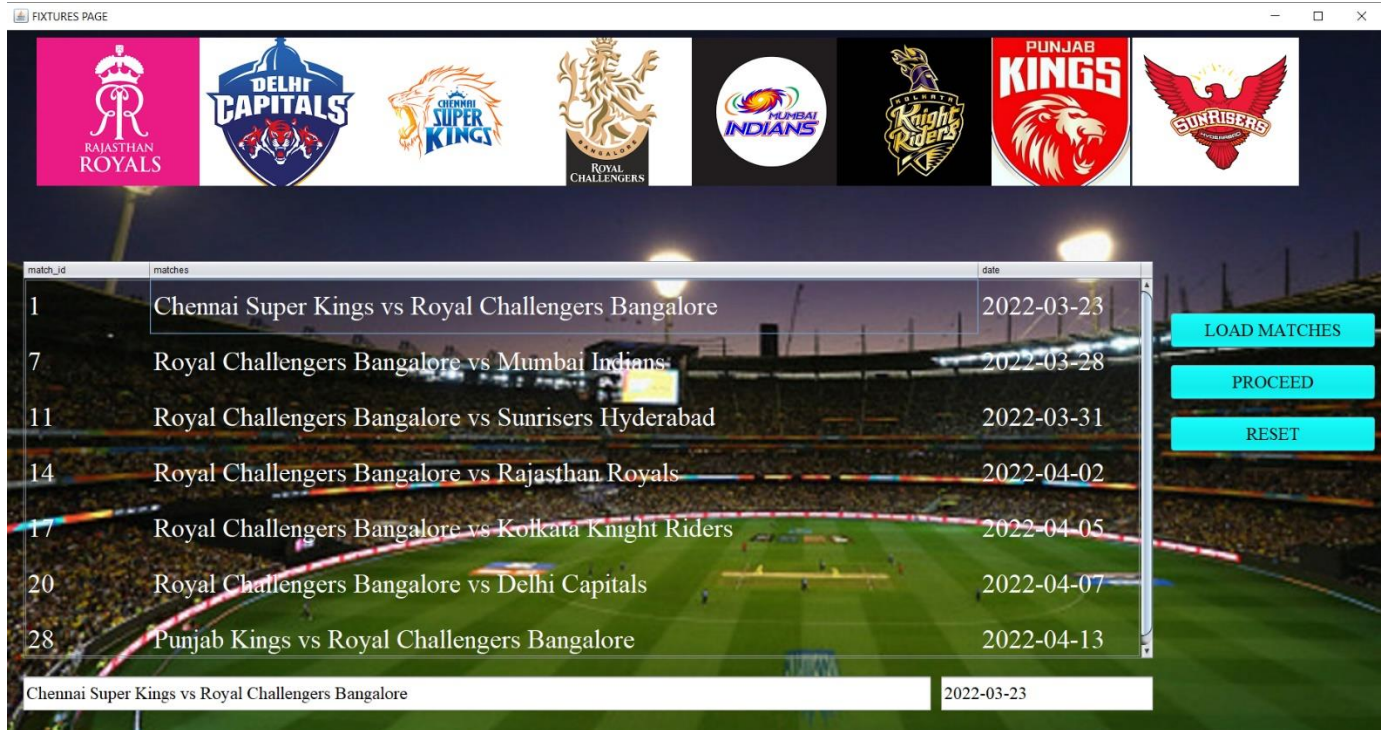 FIXTURES PAGE
RAJASTHAN
ROYALS
DELHI
CAPITALS
CHENNAI
SUPER
KINGS
BANGALORE
ROYAL
CHALLENGERS
MUMBAI
INDIANS
KOLKATA
Knight
Riders
PUNJAB
KINGS
SUNRISERS
HYDERABAD
match_id matches date
1 Chennai Super Kings vs Royal Challengers Bangalore 2022-03-23
7 Royal Challengers Bangalore vs Mumbai Indians 2022-03-28
11 Royal Challengers Bangalore vs Sunrisers Hyderabad 2022-03-31
14 Royal Challengers Bangalore vs Rajasthan Royals 2022-04-02
17 Royal Challengers Bangalore vs Kolkata Knight Riders 2022-04-05
20 Royal Challengers Bangalore vs Delhi Capitals 2022-04-07
28 Punjab Kings vs Royal Challengers Bangalore 2022-04-13
LOAD MATCHES
PROCEED
RESET
Chennai Super Kings vs Royal Challengers Bangalore 2022-03-23